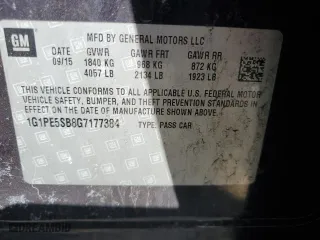 GM
MFD BY GENERAL MOTORS LLC
DATE GVWR GAWR FRT GAWR RR
09/15 1840 KG 968 KG 872 KG
4057 LB 2134 LB 1923 LB
THIS VEHICLE CONFORMS TO ALL APPLICABLE U.S. FEDERAL MOTOR
VEHICLE SAFETY, BUMPER, AND THEFT PREVENTION STANDARDS IN
EFFECT ON THE DATE OF MANUFACTURE SHOWN ABOVE.
1G1PE5SB8G7177384 TYPE: PASS CAR